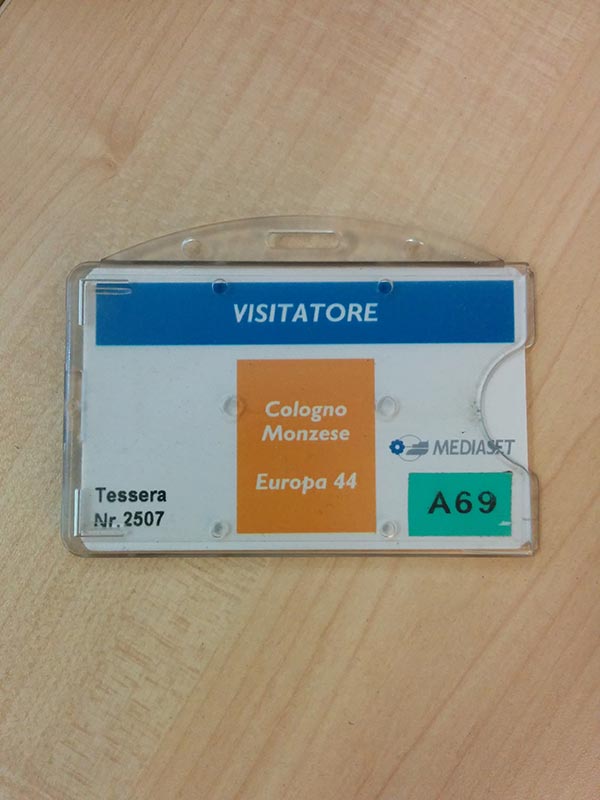 VISITATORE
Cologno
Monzese
Europa 44
MEDIASET
Tessera
Nr. 2507
A69